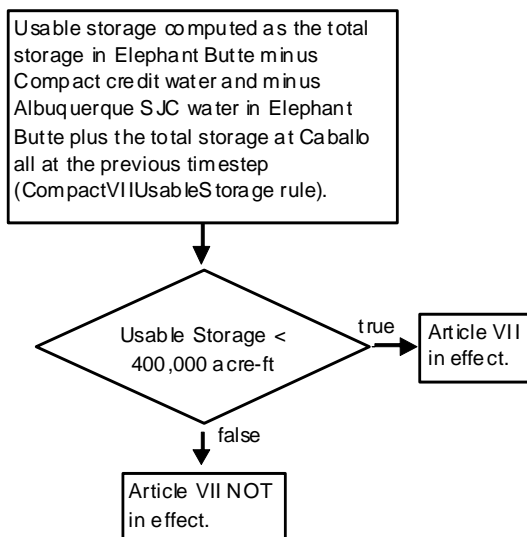 Usable storage computed as the total
storage in Elephant Butte minus
Compact credit water and minus
Albuquerque SJC water in Elephant
Butte plus the total storage at Caballo
all at the previous timestep
(CompactVIIUsableStorage rule).
Usable Storage <
400,000 acre-ft
true
Article VII
in effect.
false
Article VII NOT
in effect.